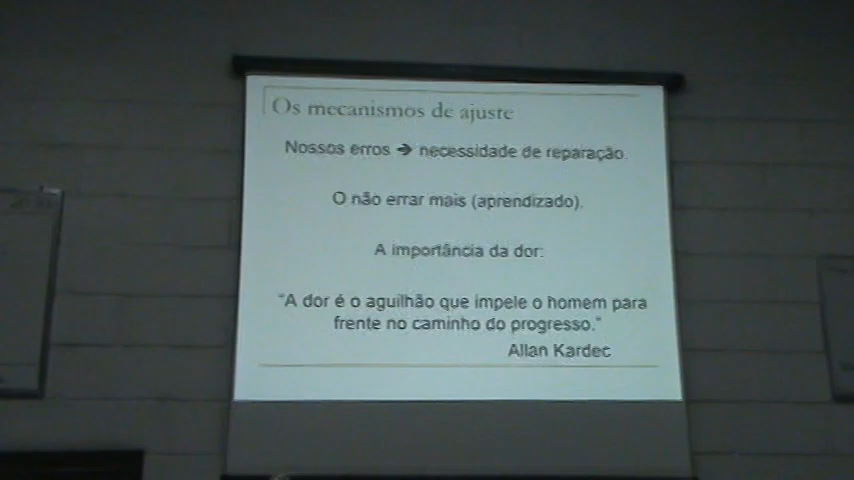 Os mecanismos de ajuste
Nossos erros ➔ necessidade de reparação.
O não errar mais (aprendizado).
A importância da dor:
"A dor é o aguilhão que impele o homem para
frente no caminho do progresso."
Allan Kardec